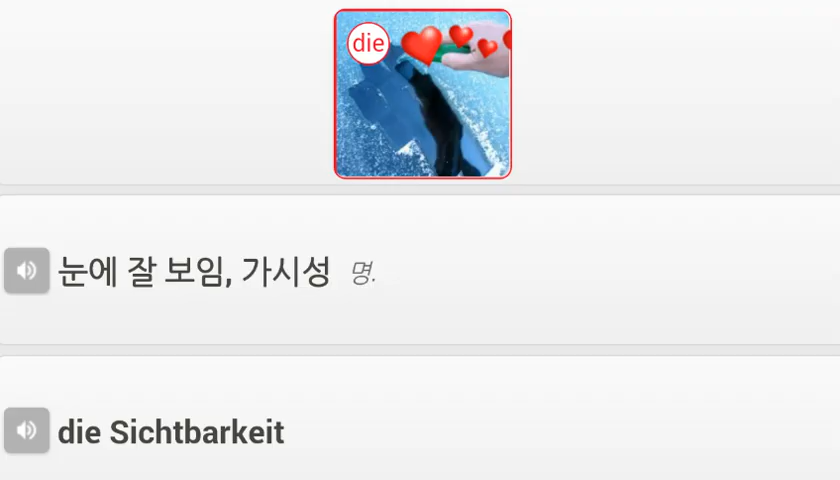 die
눈에 잘 보임, 가시성 명.
die Sichtbarkeit